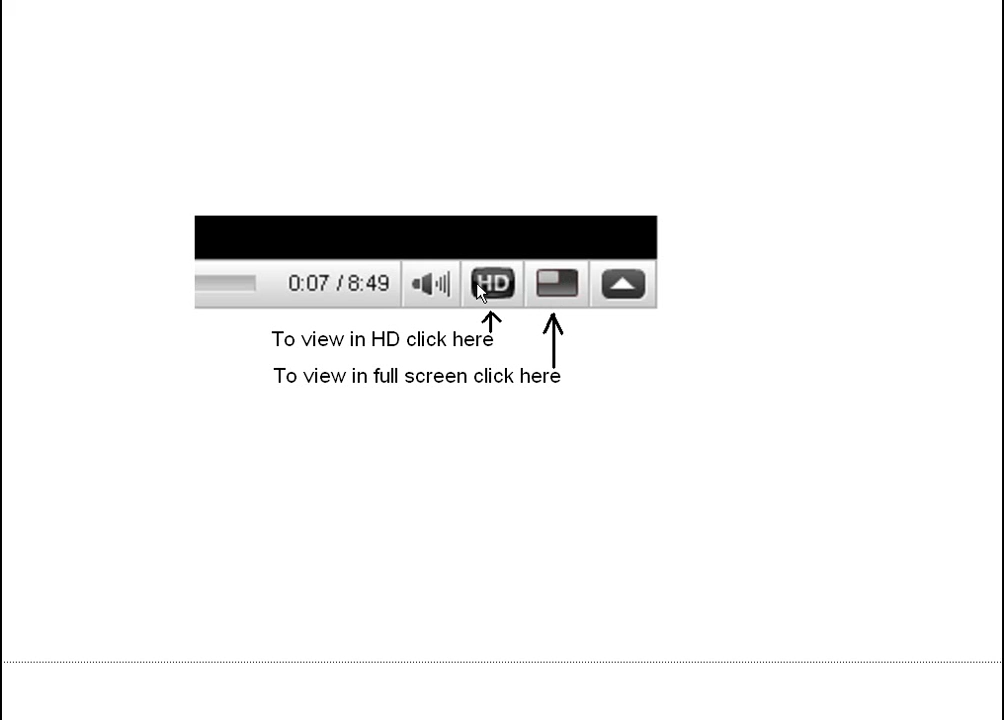 0:07 / 8:49 HD
To view in HD click here
To view in full screen click here